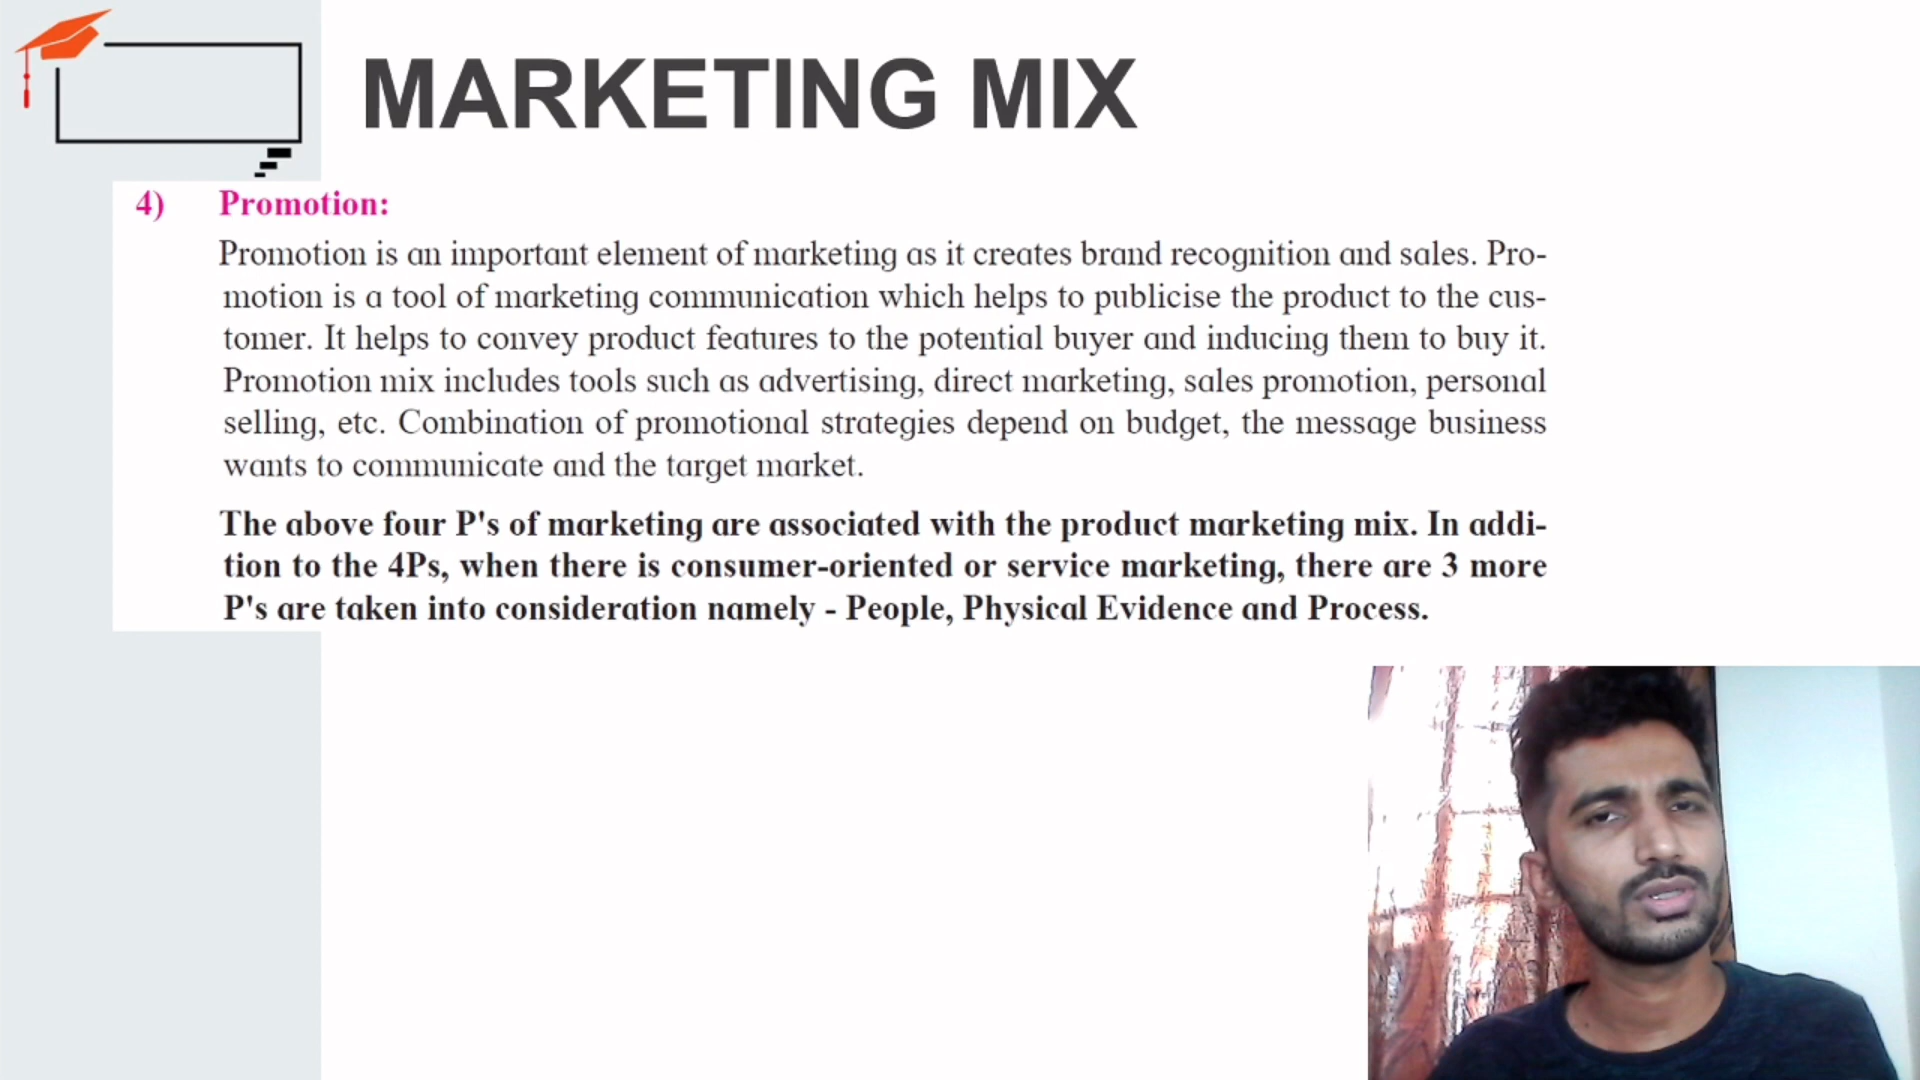 MARKETING MIX
4) Promotion:
Promotion is an important element of marketing as it creates brand recognition and sales. Pro-
motion is a tool of marketing communication which helps to publicise the product to the cus-
tomer. It helps to convey product features to the potential buyer and inducing them to buy it.
Promotion mix includes tools such as advertising, direct marketing, sales promotion, personal
selling, etc. Combination of promotional strategies depend on budget, the message business
wants to communicate and the target market.
The above four P's of marketing are associated with the product marketing mix. In addi-
tion to the 4Ps, when there is consumer-oriented or service marketing, there are 3 more
P's are taken into consideration namely - People, Physical Evidence and Process.